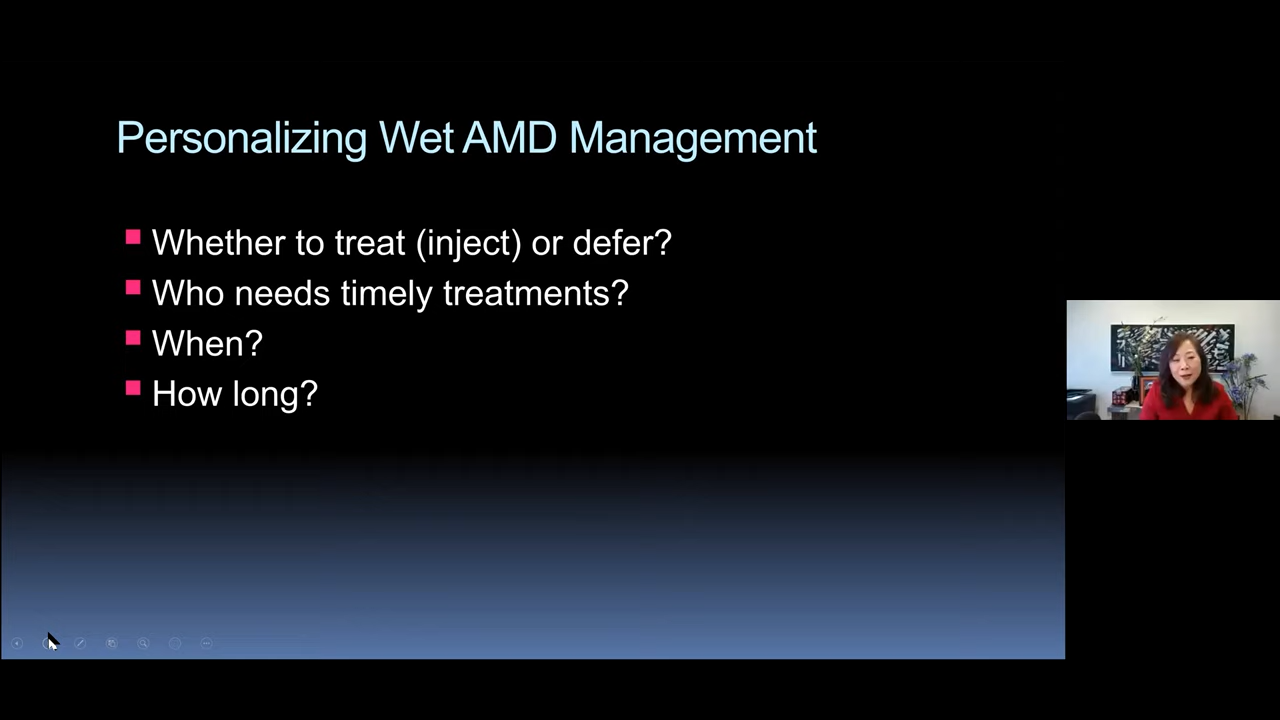 Personalizing Wet AMD Management
Whether to treat (inject) or defer?
Who needs timely treatments?
When?
How long?